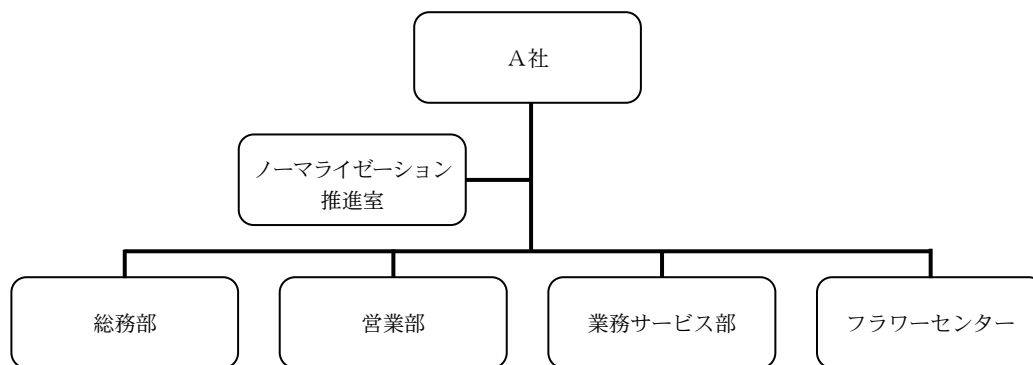 A社
ノーマライゼーション
推進室
総務部
営業部
業務サービス部
フラワーセンター